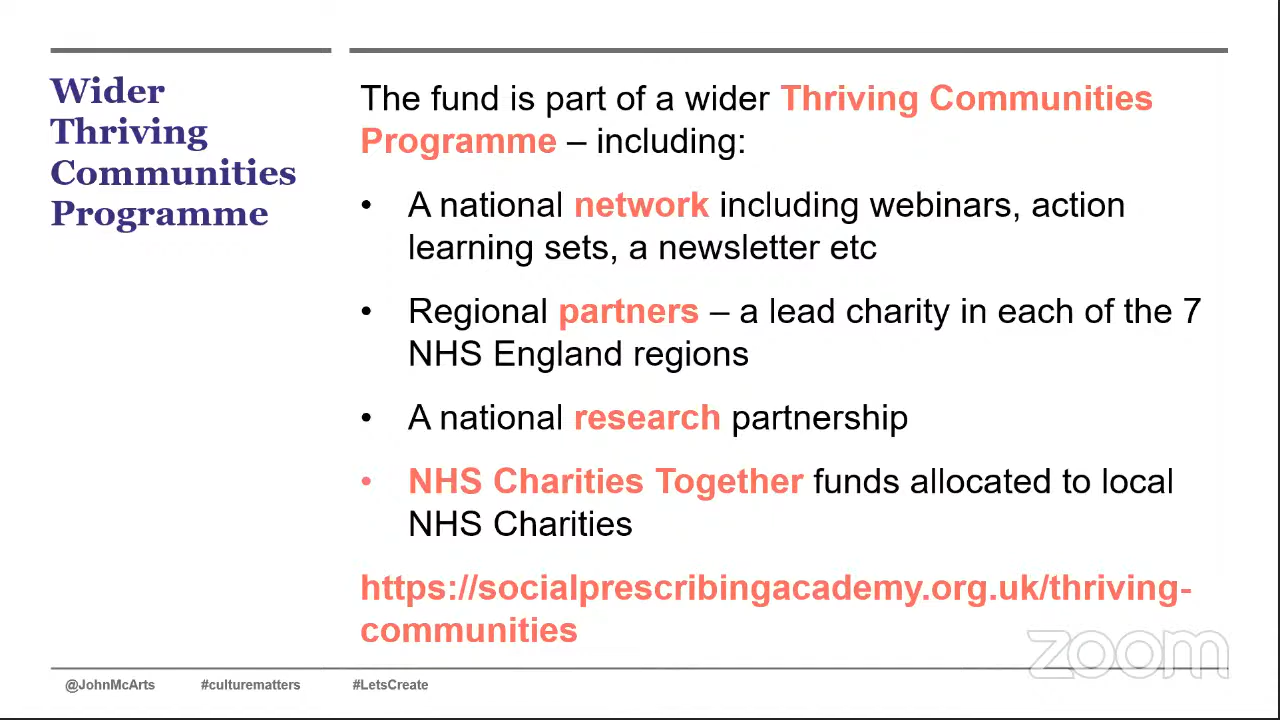 Wider
Thriving
Communities
Programme
The fund is part of a wider Thriving Communities
Programme – including:
• A national network including webinars, action
learning sets, a newsletter etc
• Regional partners – a lead charity in each of the 7
NHS England regions
• A national research partnership
• NHS Charities Together funds allocated to local
NHS Charities
https://socialprescribingacademy.org.uk/thriving-
communities
zoom
@JohnMcArts #culturematters #LetsCreate